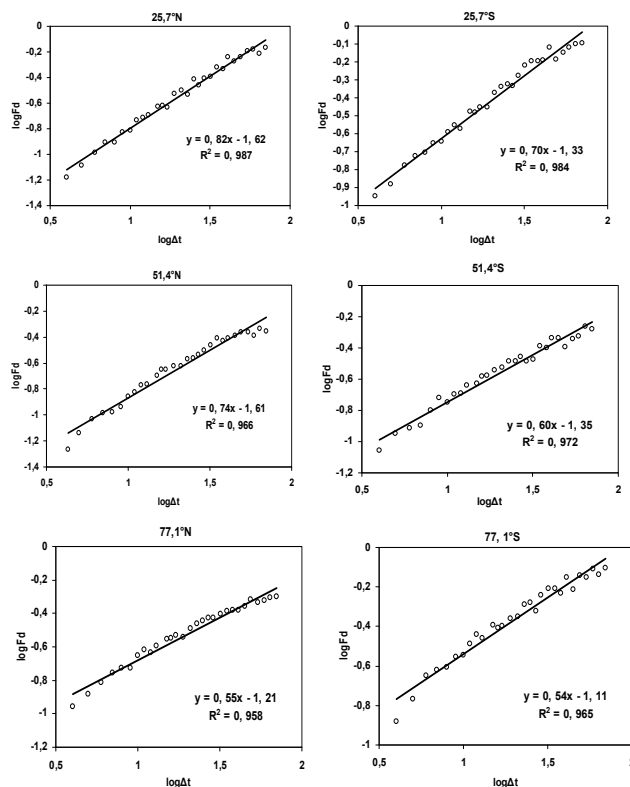 25,7°N
logFd
0
-0,2
-0,4
-0,6
-0,8
-1
-1,2
-1,4
y = 0, 82x - 1, 62
R² = 0, 987
0,5 1 1,5 2
logΔt
25,7°S
logFd
0
-0,1
-0,2
-0,3
-0,4
-0,5
-0,6
-0,7
-0,8
-0,9
-1
y = 0, 70x - 1, 33
R² = 0, 984
0,5 1 1,5 2
logΔt
51,4°N
logFd
0
-0,2
-0,4
-0,6
-0,8
-1
-1,2
-1,4
y = 0, 74x - 1, 61
R² = 0, 966
0,5 1 1,5 2
logΔt
51,4°S
logFd
0
-0,2
-0,4
-0,6
-0,8
-1
-1,2
y = 0, 60x - 1, 35
R² = 0, 972
0,5 1 1,5 2
logΔt
77,1°N
logFd
0
-0,2
-0,4
-0,6
-0,8
-1
-1,2
y = 0, 55x - 1, 21
R² = 0, 958
0,5 1 1,5 2
logΔt
77, 1°S
logFd
0
-0,2
-0,4
-0,6
-0,8
-1
y = 0, 54x - 1, 11
R² = 0, 965
0,5 1 1,5 2
logΔt